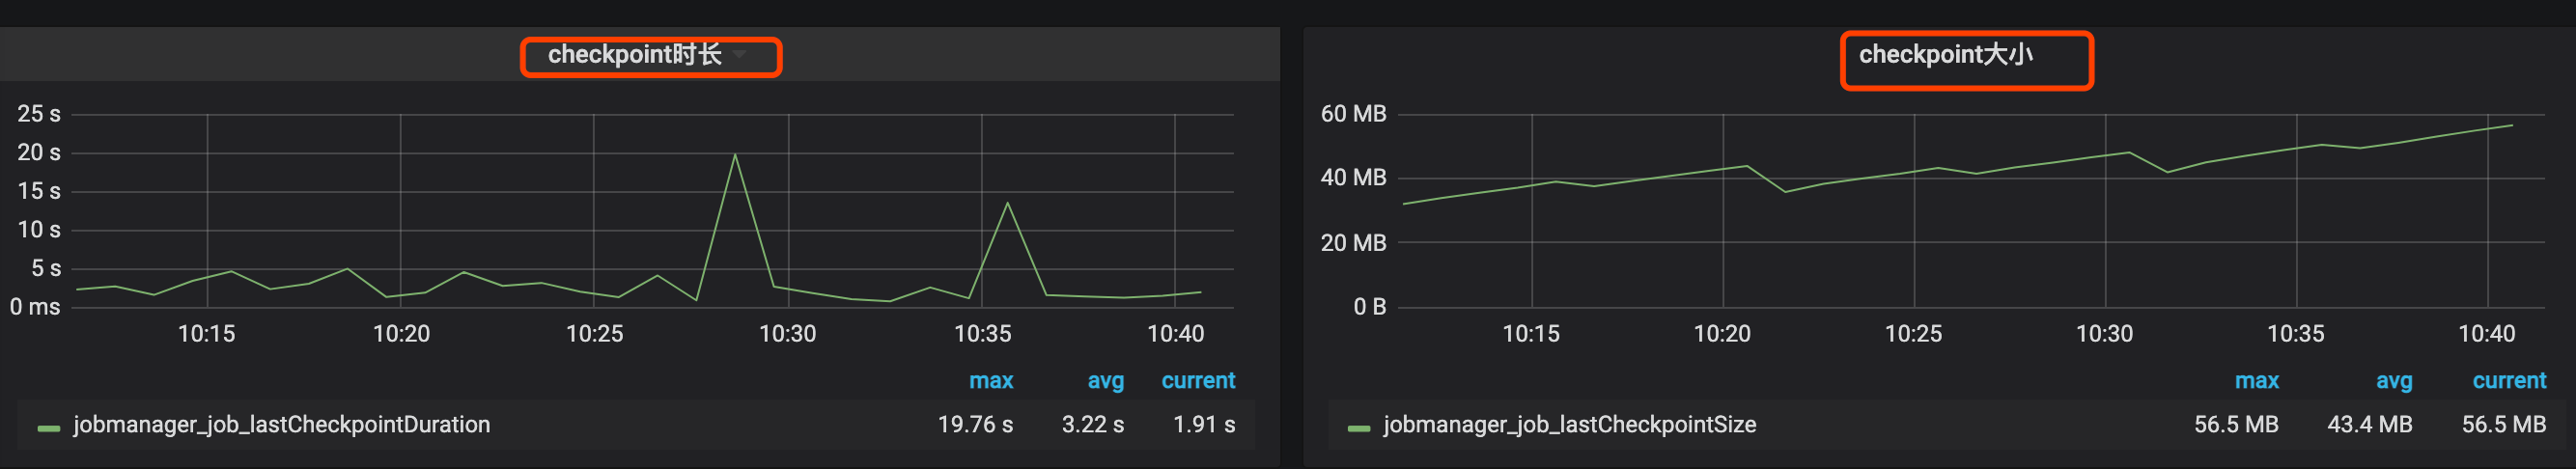 checkpoint时长
25 s
20 s
15 s
10 s
5 s
0 ms
10:15 10:20 10:25 10:30 10:35 10:40
max avg current
jobmanager_job_lastCheckpointDuration 19.76 s 3.22 s 1.91 s
checkpoint大小
60 MB
40 MB
20 MB
0 B
10:15 10:20 10:25 10:30 10:35 10:40
max avg current
jobmanager_job_lastCheckpointSize 56.5 MB 43.4 MB 56.5 MB